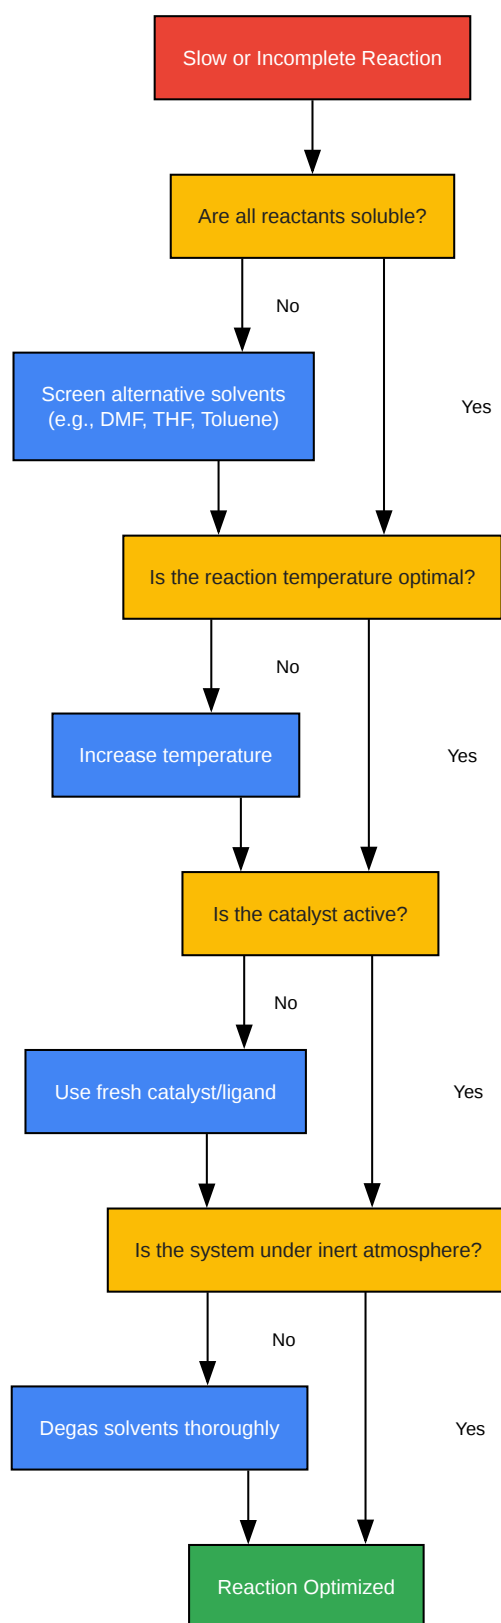 Slow or Incomplete Reaction
Are all reactants soluble?
No
Screen alternative solvents
(e.g., DMF, THF, Toluene)
Yes
Is the reaction temperature optimal?
No
Increase temperature
Yes
Is the catalyst active?
No
Use fresh catalyst/ligand
Yes
Is the system under inert atmosphere?
No
Degas solvents thoroughly
Yes
Reaction Optimized